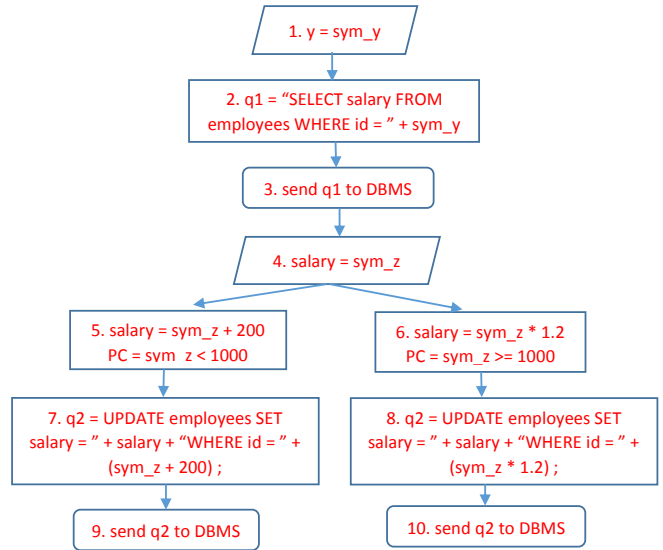 1. y = sym_y
2. q1 = “SELECT salary FROM
employees WHERE id = ” + sym_y
3. send q1 to DBMS
4. salary = sym_z
5. salary = sym_z + 200
PC = sym_z < 1000
6. salary = sym_z * 1.2
PC = sym_z >= 1000
7. q2 = UPDATE employees SET
salary = ” + salary + “WHERE id = ” +
(sym_z + 200) ;
8. q2 = UPDATE employees SET
salary = ” + salary + “WHERE id = ” +
(sym_z * 1.2) ;
9. send q2 to DBMS
10. send q2 to DBMS